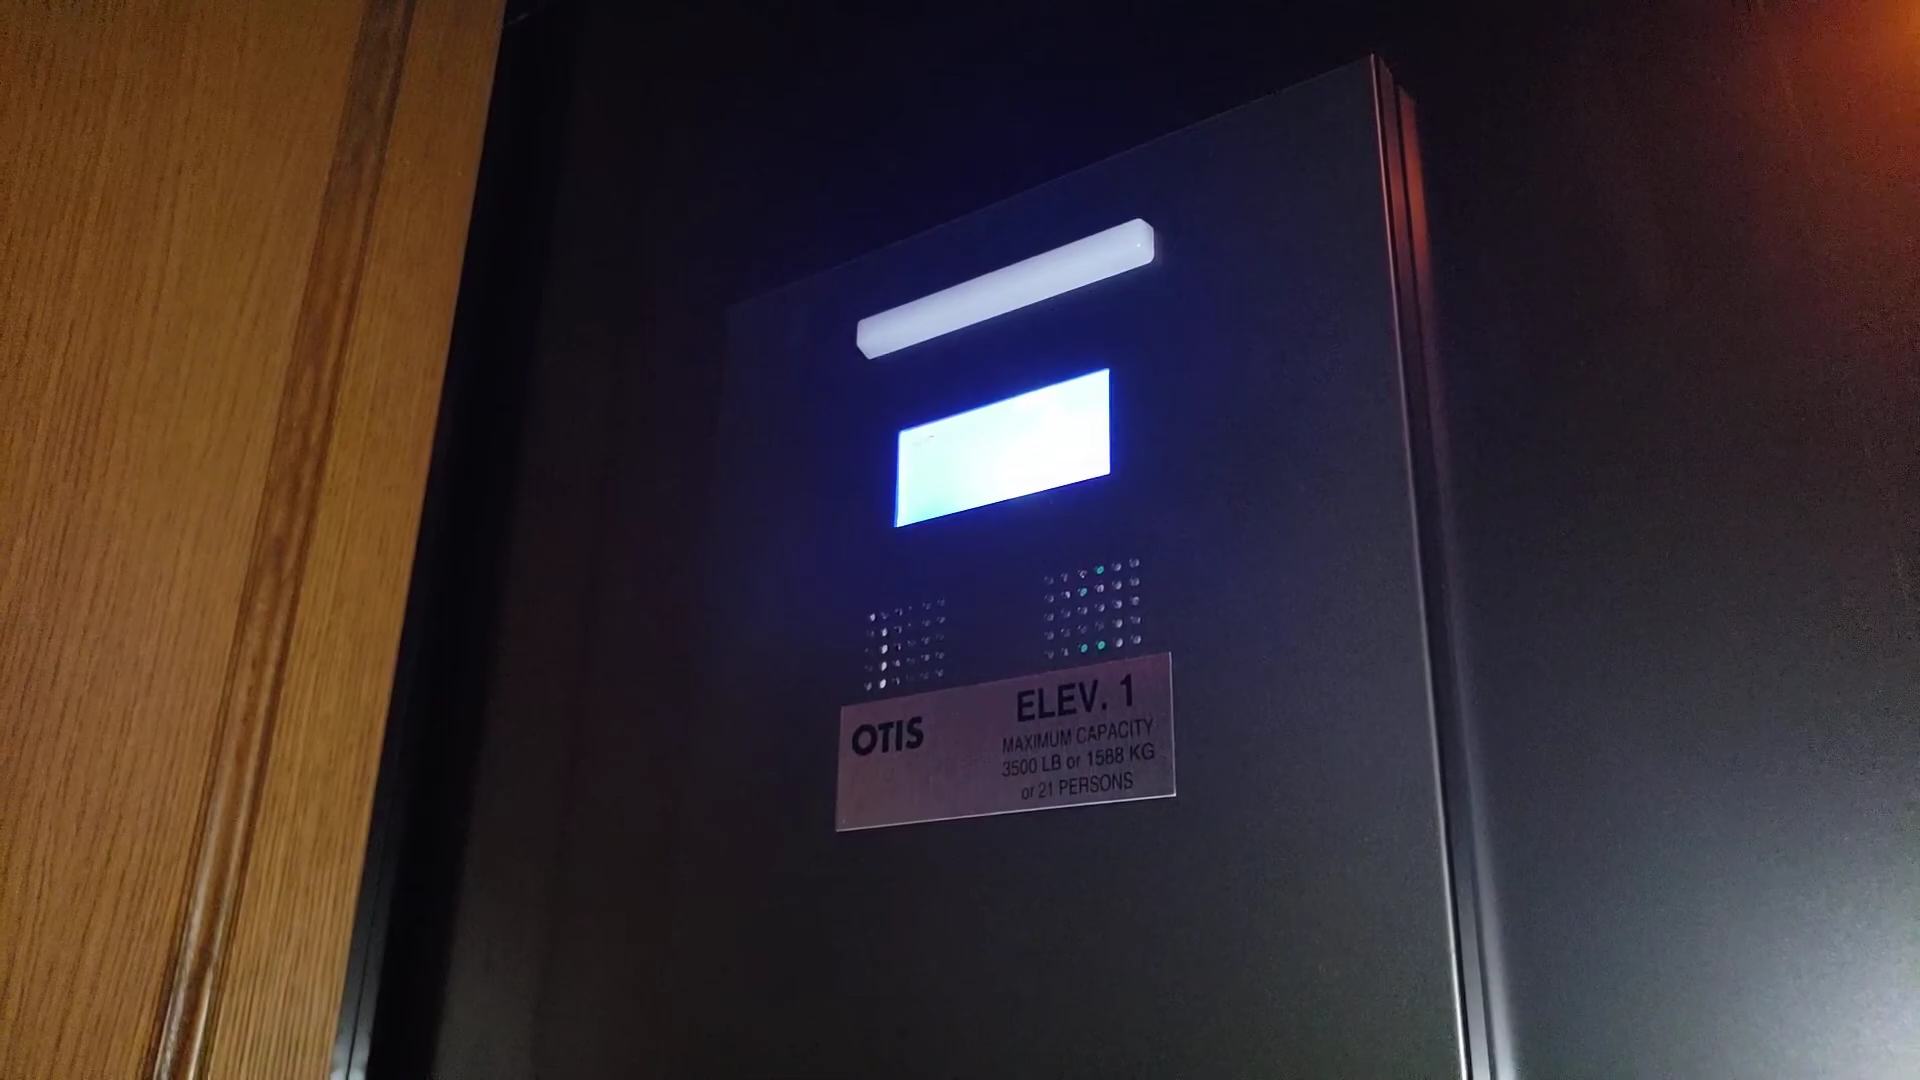 OTIS
ELEV. 1
MAXIMUM CAPACITY
3500 LB or 1588 KG
or 21 PERSONS